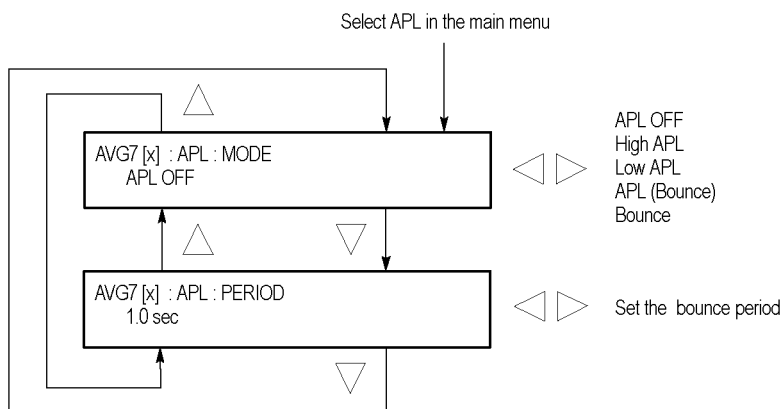 Select APL in the main menu
AVG7 [x] : APL : MODE
APL OFF
APL OFF
High APL
Low APL
APL (Bounce)
Bounce
AVG7 [x] : APL : PERIOD
1.0 sec
Set the bounce period